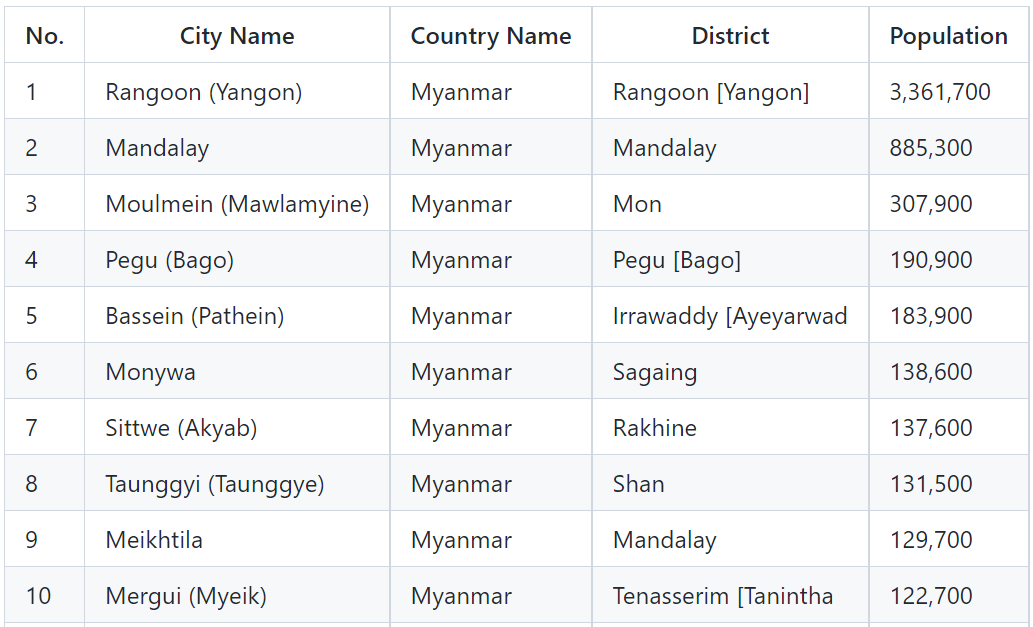 No. City Name Country Name District Population
1 Rangoon (Yangon) Myanmar Rangoon [Yangon] 3,361,700
2 Mandalay Myanmar Mandalay 885,300
3 Moulmein (Mawlamyine) Myanmar Mon 307,900
4 Pegu (Bago) Myanmar Pegu [Bago] 190,900
5 Bassein (Pathein) Myanmar Irrawaddy [Ayeyarwad 183,900
6 Monywa Myanmar Sagaing 138,600
7 Sittwe (Akyab) Myanmar Rakhine 137,600
8 Taunggyi (Taunggye) Myanmar Shan 131,500
9 Meikhtila Myanmar Mandalay 129,700
10 Mergui (Myeik) Myanmar Tenasserim [Tanintha 122,700